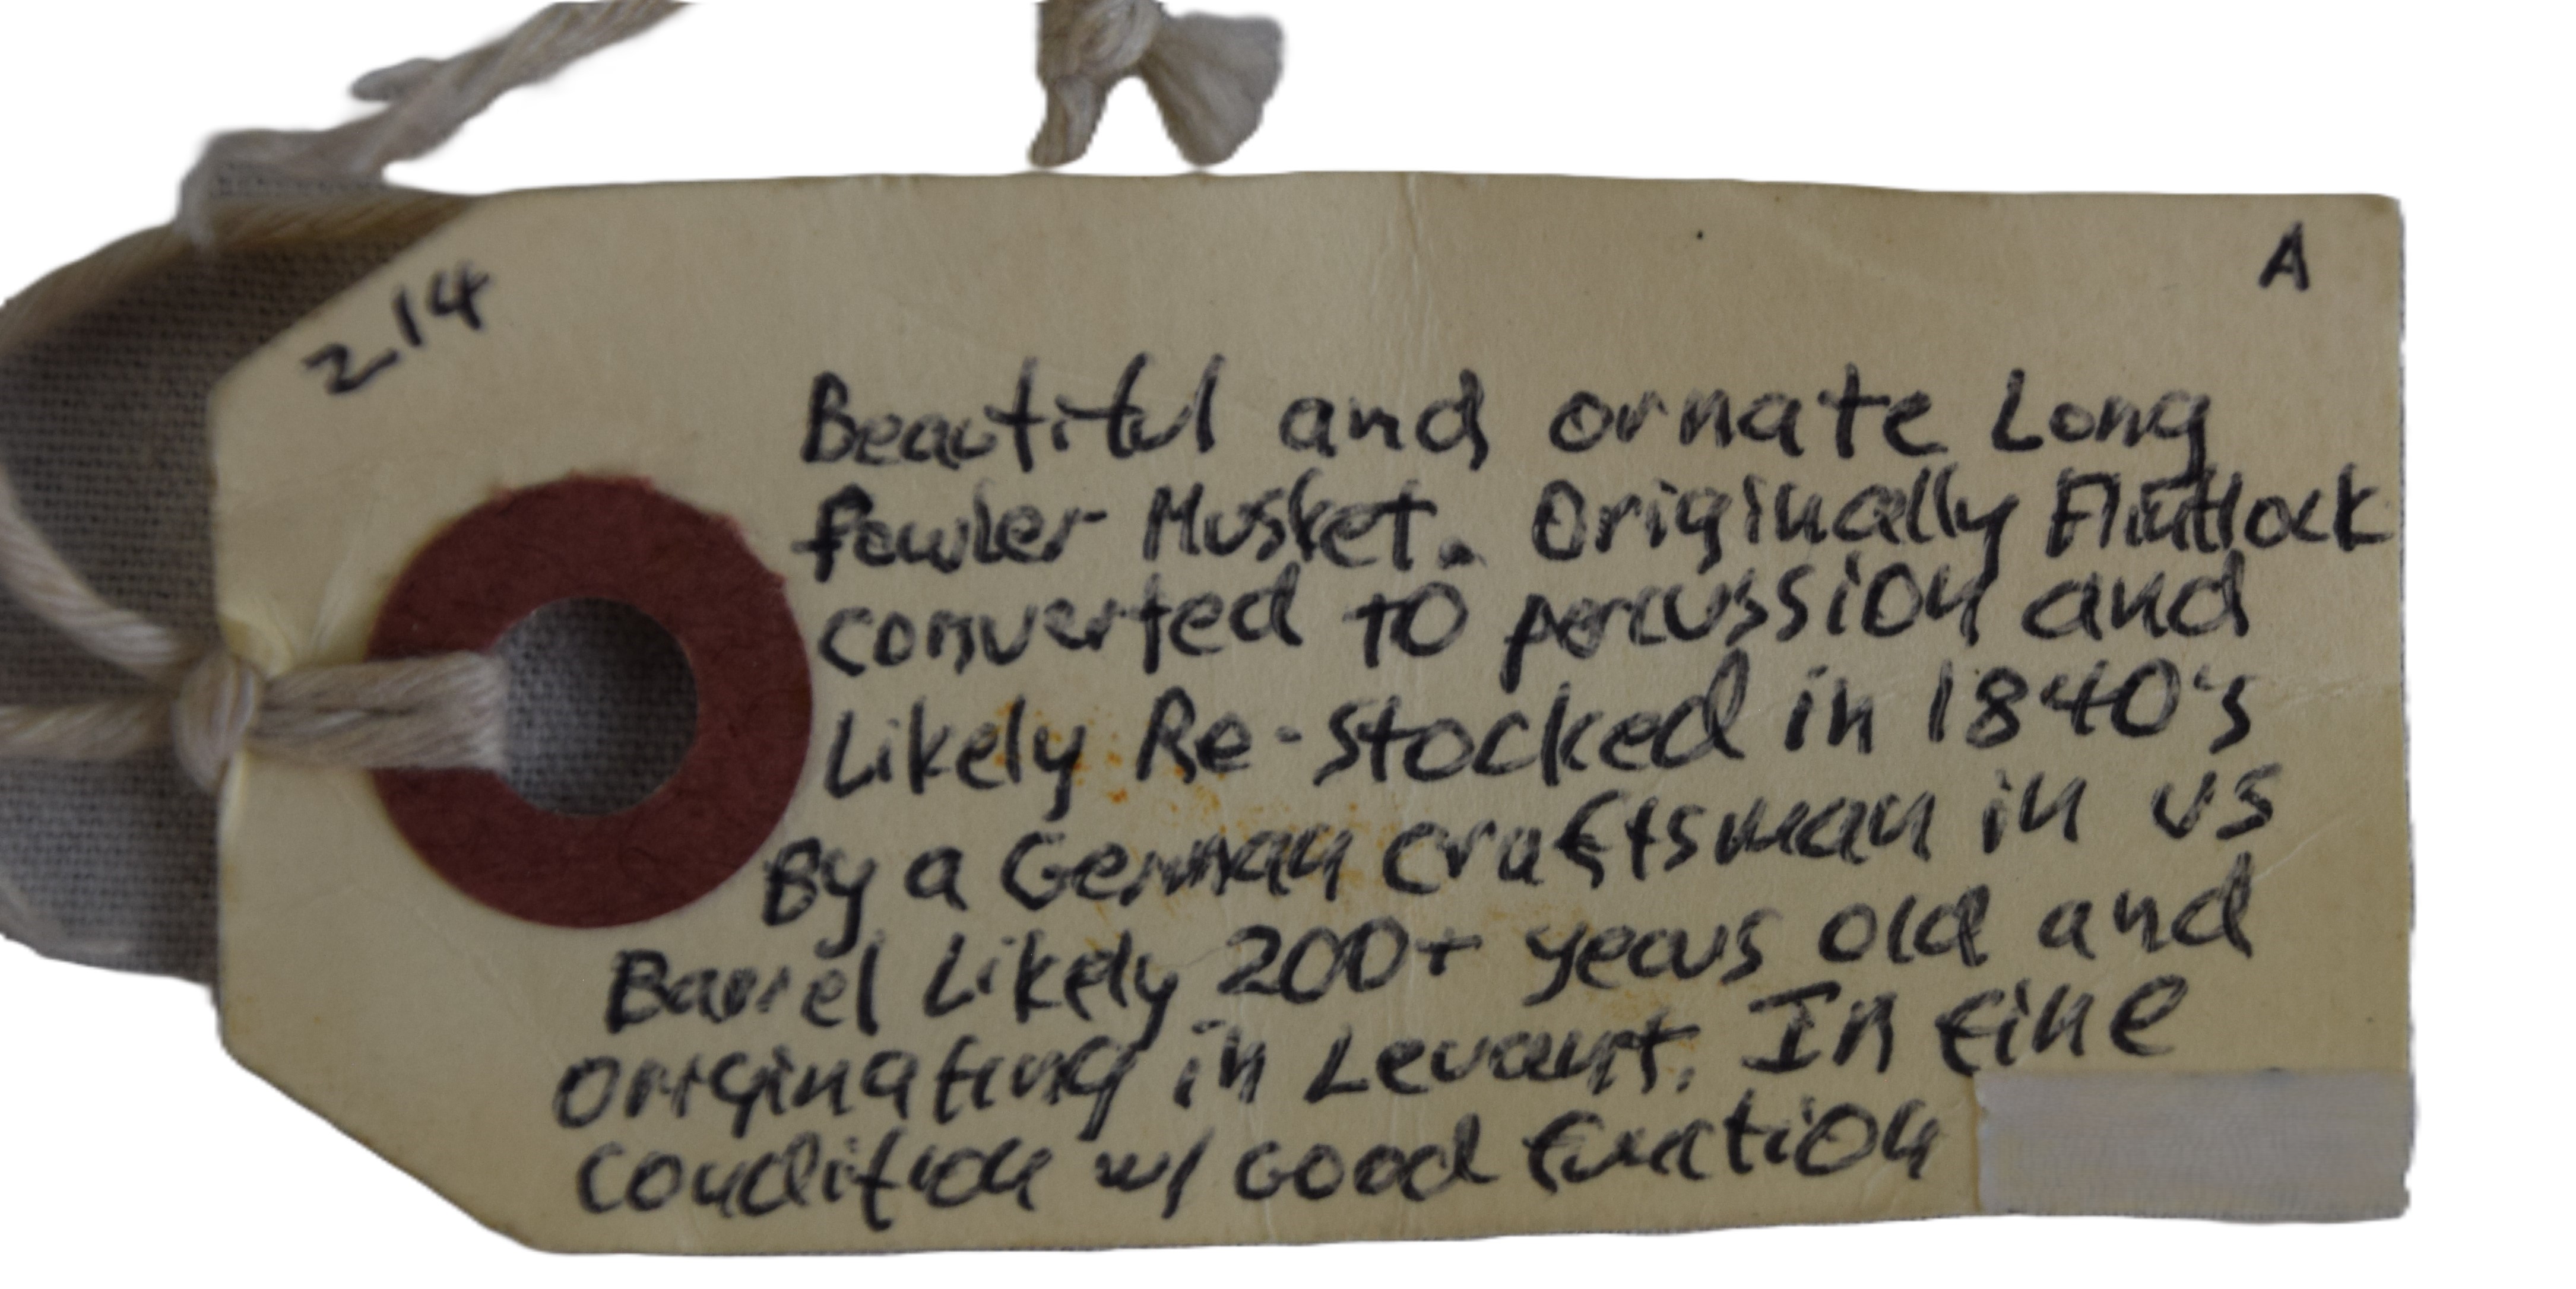 214
A
Beautiful and ornate Long
fowler Musket. Originally Flintlock
converted to percussion and
Likely Re-Stocked in 1840's
By a German craftsman in US
Barrel Likely 200+ years old and
originating in Levant. In fine
condition w/ Good function